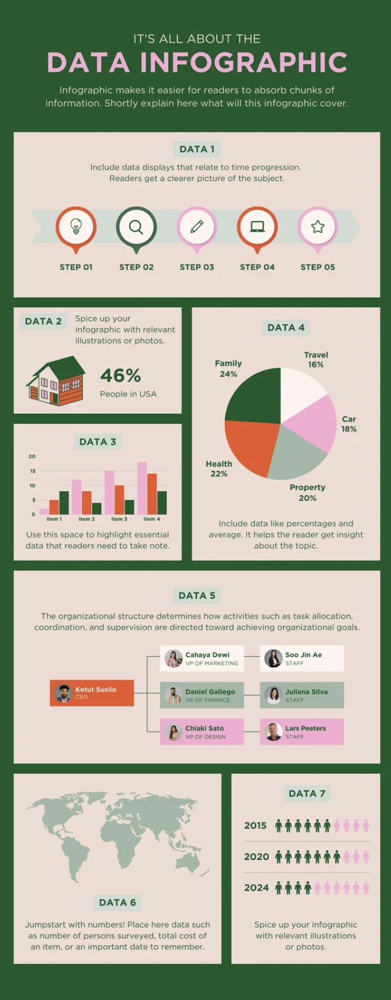 IT'S ALL ABOUT THE
DATA INFOGRAPHIC
Infographic makes it easier for readers to absorb chunks of
information. Shortly explain here what will this infographic cover.
DATA 1
Include data displays that relate to time progression.
Readers get a clearer picture of the subject.
STEP 01
STEP 02
STEP 03
STEP 04
STEP 05
DATA 2
Spice up your
infographic with relevant
illustrations or photos.
46%
People in USA
DATA 3
20
15
10
5
0
Item 1
Item 2
Item 3
Item 4
Use this space to highlight essential
data that readers need to take note.
DATA 4
Travel
16%
Family
24%
Car
18%
Health
22%
Property
20%
Include data like percentages and
average. It helps the reader get insight
about the topic.
DATA 5
The organizational structure determines how activities such as task allocation,
coordination, and supervision are directed toward achieving organizational goals.
Ketut Susilo
CEO
Cahaya Dewi
VP OF MARKETING
Soo Jin Ae
STAFF
Daniel Gallego
VP OF FINANCE
Juliana Silva
STAFF
Chiaki Sato
VP OF DESIGN
Lars Peeters
STAFF
DATA 6
Jumpstart with numbers! Place here data such
as number of persons surveyed, total cost of
an item, or an important date to remember.
DATA 7
2015
2020
2024
Spice up your infographic
with relevant illustrations
or photos.